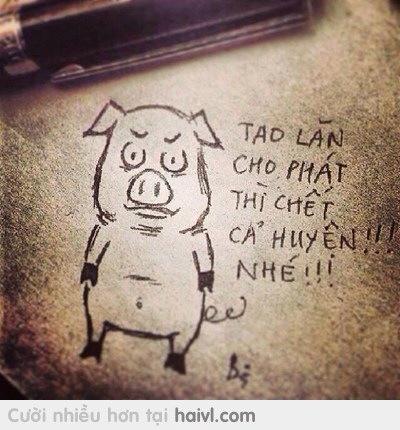 TAO LĂN
CHO PHÁT
THÌ CHẾT
CẢ HUYỆN!!!
NHÉ!!!
Cười nhiều hơn tại haivl.com